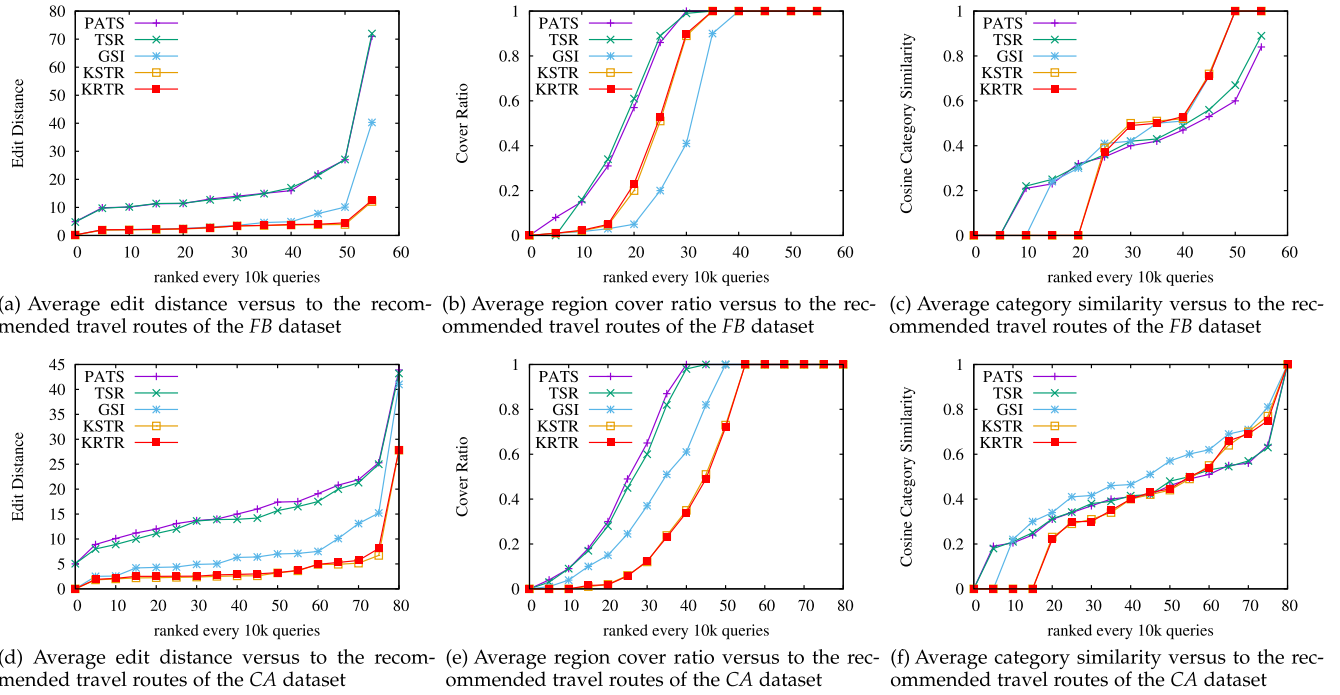 80
70
60
50
40
30
20
10
0
Edit Distance
PATS
TSR
GSI
KSTR
KRTR
0 10 20 30 40 50 60
ranked every 10k queries
(a) Average edit distance versus to the recom-
mended travel routes of the FB dataset
1
0.8
0.6
0.4
0.2
0
Cover Ratio
PATS
TSR
GSI
KSTR
KRTR
0 10 20 30 40 50 60
ranked every 10k queries
(b) Average region cover ratio versus to the rec-
ommended travel routes of the FB dataset
1
0.8
0.6
0.4
0.2
0
Cosine Category Similarity
PATS
TSR
GSI
KSTR
KRTR
0 10 20 30 40 50 60
ranked every 10k queries
(c) Average category similarity versus to the rec-
ommended travel routes of the FB dataset
45
40
35
30
25
20
15
10
5
0
Edit Distance
PATS
TSR
GSI
KSTR
KRTR
0 10 20 30 40 50 60 70 80
ranked every 10k queries
(d) Average edit distance versus to the recom-
mended travel routes of the CA dataset
1
0.8
0.6
0.4
0.2
0
Cover Ratio
PATS
TSR
GSI
KSTR
KRTR
0 10 20 30 40 50 60 70 80
ranked every 10k queries
(e) Average region cover ratio versus to the rec-
ommended travel routes of the CA dataset
1
0.8
0.6
0.4
0.2
0
Cosine Category Similarity
PATS
TSR
GSI
KSTR
KRTR
0 10 20 30 40 50 60 70 80
ranked every 10k queries
(f) Average category similarity versus to the rec-
ommended travel routes of the CA dataset